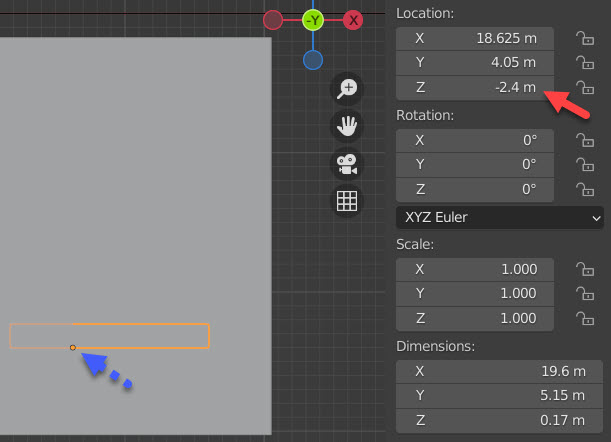 -Y X
Location:
X 18.625 m
Y 4.05 m
Z -2.4 m
Rotation:
X 0°
Y 0°
Z 0°
XYZ Euler
Scale:
X 1.000
Y 1.000
Z 1.000
Dimensions:
X 19.6 m
Y 5.15 m
Z 0.17 m